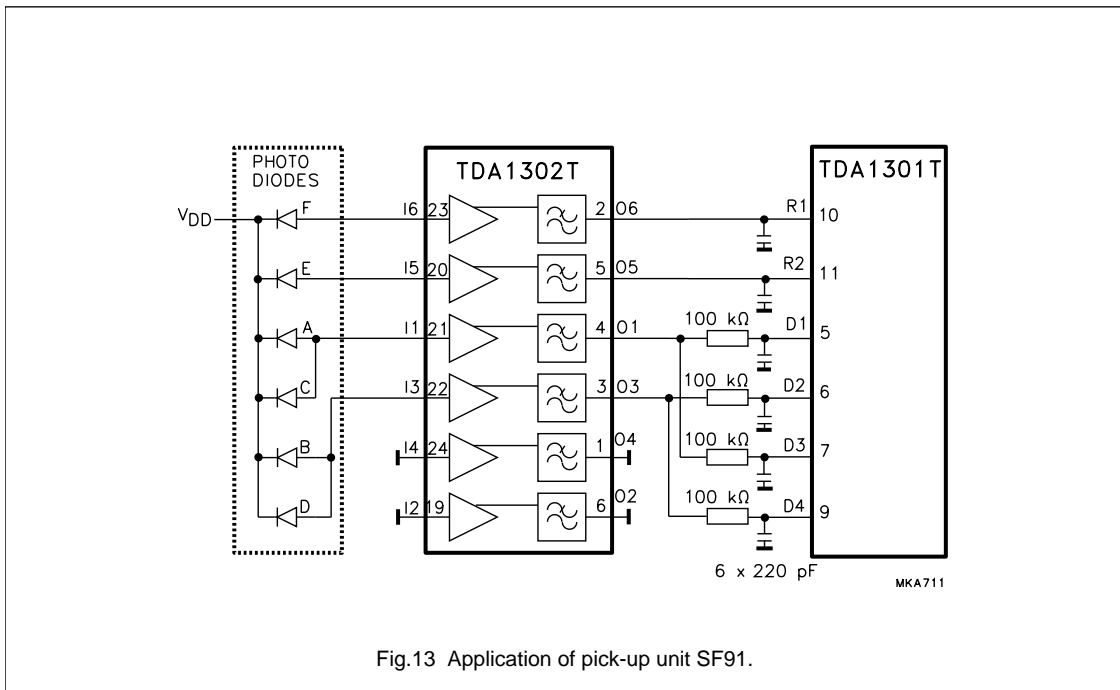 PHOTO
DIODES
TDA1302T
TDA1301T
VDD
F I6 23 2 O6 R1 10
E I5 20 5 O5 R2 11
A I1 21 4 O1 100 kΩ D1 5
C I3 22 3 O3 100 kΩ D2 6
B I4 24 1 O4 100 kΩ D3 7
D I2 19 6 O2 100 kΩ D4 9
6 x 220 pF
MKA711
Fig.13 Application of pick-up unit SF91.